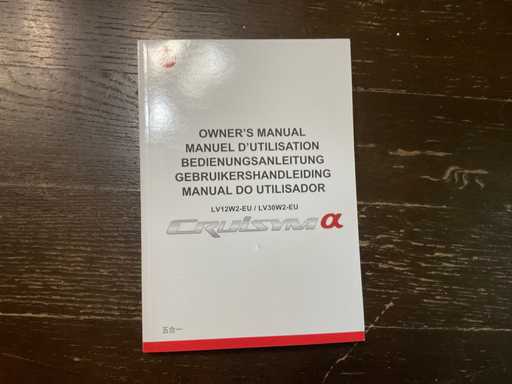 OWNER'S MANUAL
MANUEL D'UTILISATION
BEDIENUNGSANLEITUNG
GEBRUIKERSHANDLEIDING
MANUAL DO UTILISADOR
LV12W2-EU / LV30W2-EU
CRUiSYM α
五合一